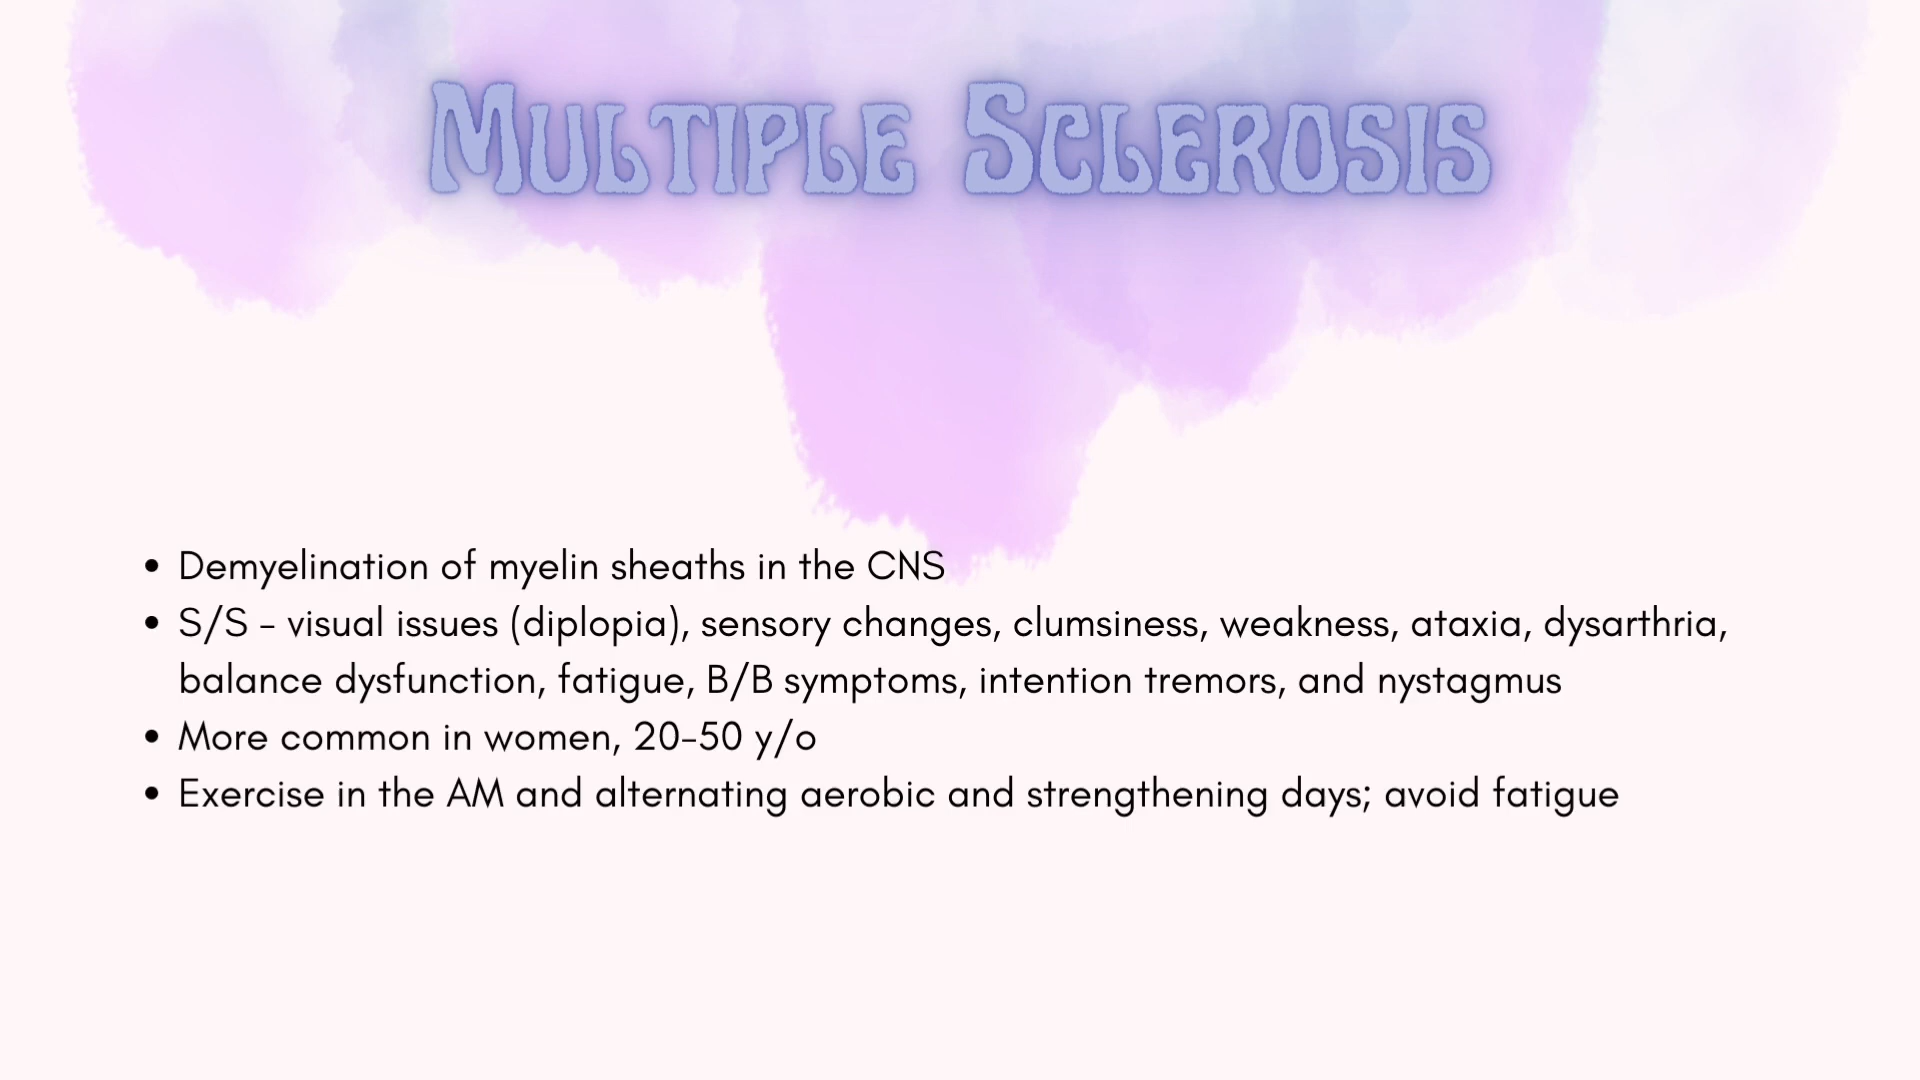 Multiple Sclerosis
• Demyelination of myelin sheaths in the CNS
• S/S - visual issues (diplopia), sensory changes, clumsiness, weakness, ataxia, dysarthria,
balance dysfunction, fatigue, B/B symptoms, intention tremors, and nystagmus
• More common in women, 20-50 y/o
• Exercise in the AM and alternating aerobic and strengthening days; avoid fatigue